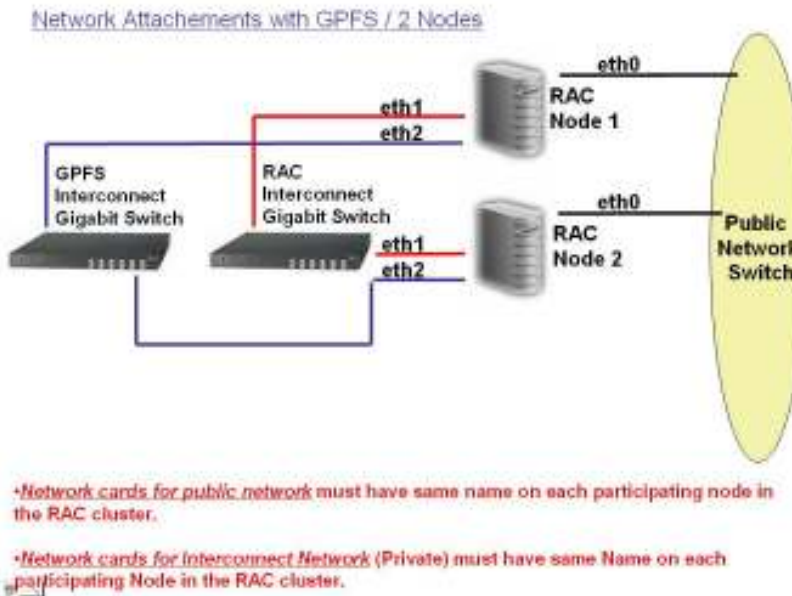 Network Attachements with GPFS / 2 Nodes
eth0
RAC
Node 1
eth1
eth2
GPFS
Interconnect
Gigabit Switch
RAC
Interconnect
Gigabit Switch
eth0
RAC
Node 2
eth1
eth2
Public
Network
Switch
•Network cards for public network must have same name on each participating node in
the RAC cluster.
•Network cards for Interconnect Network (Private) must have same Name on each
participating Node in the RAC cluster.